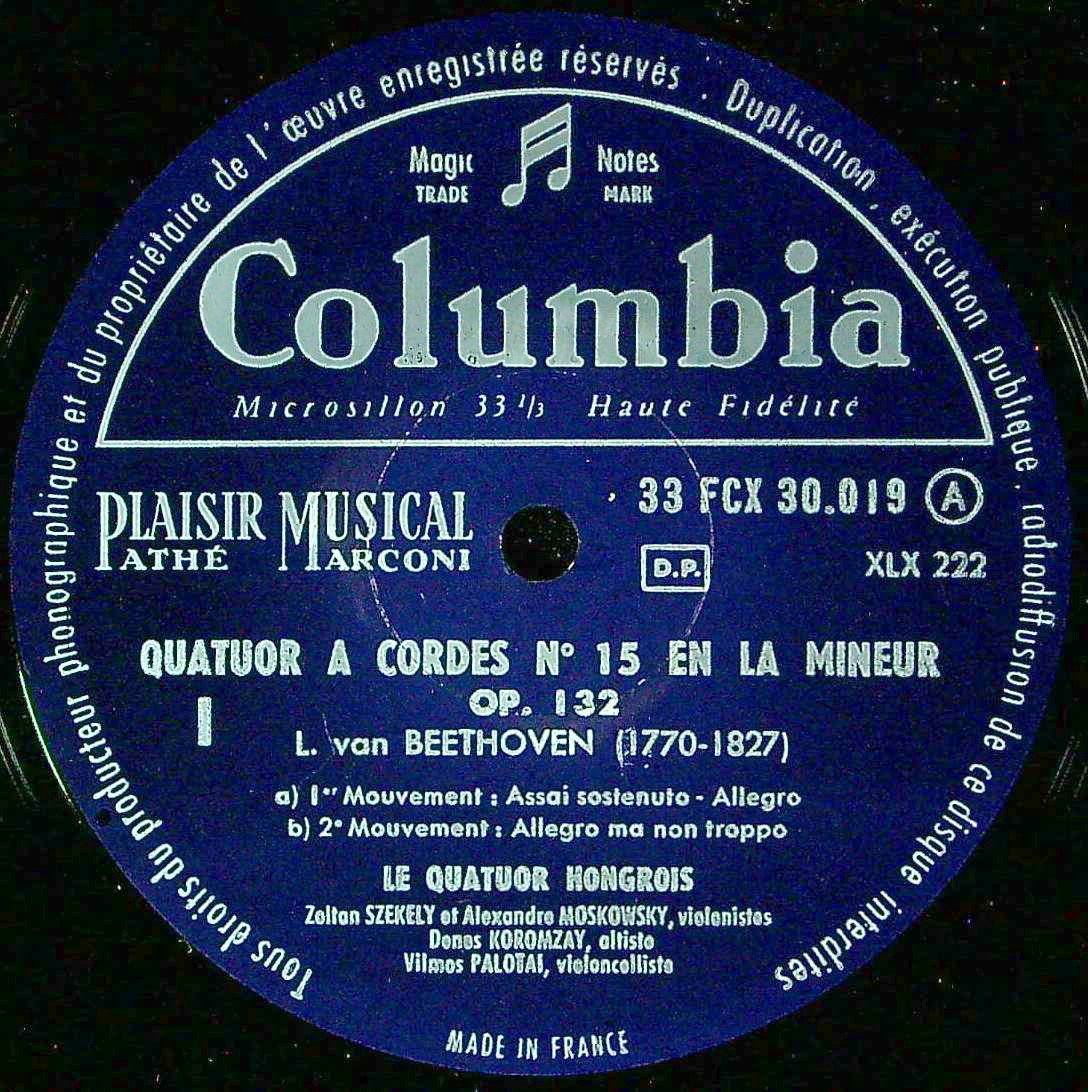 Tous droits du producteur phonographique et du propriétaire de l'œuvre enregistrée réservés . Duplication, exécution publique, radiodiffusion de ce disque interdites
Magic Notes
TRADE MARK
Columbia
Microsillon 33 1/3 Haute Fidélité
PLAISIR MUSICAL
PATHÉ MARCONI
33 FCX 30.019 A
D.P.
XLX 222
QUATUOR A CORDES N° 15 EN LA MINEUR
OP. 132
I
L. van BEETHOVEN (1770-1827)
a) 1er Mouvement : Assai sostenuto - Allegro
b) 2e Mouvement : Allegro ma non troppo
LE QUATUOR HONGROIS
Zoltan SZEKELY et Alexandre MOSKOWSKY, violonistes
Denes KOROMZAY, altiste
Vilmos PALOTAI, violoncelliste
MADE IN FRANCE